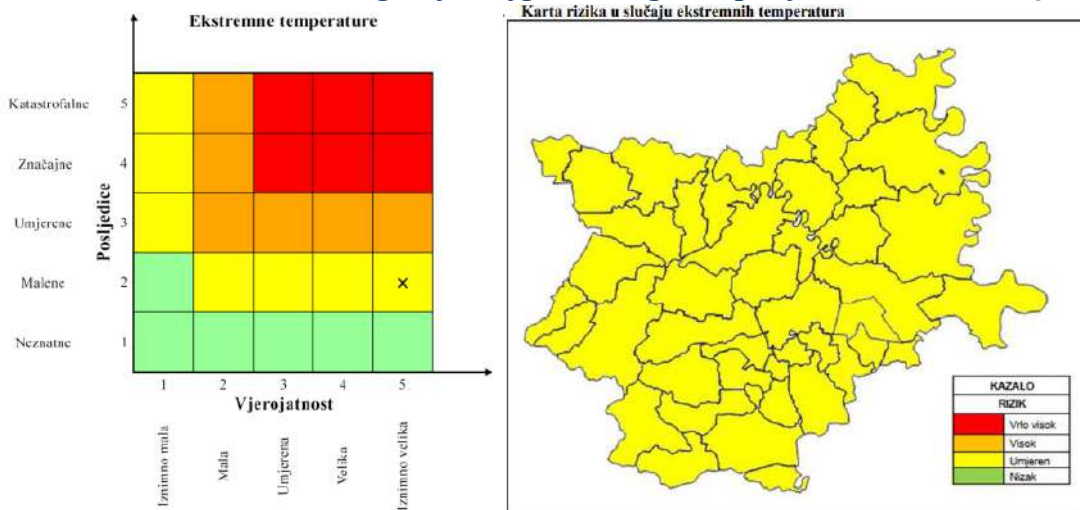 Ekstremne temperature
Katastrofalne 5
Značajne 4
Umjerene 3
Malene 2
Neznatne 1
Posljedice
×
1 2 3 4 5
Vjerojatnost
Iznimno mala
Mala
Umjerena
Velika
Iznimno velika
Karta rizika u slučaju ekstremnih temperatura
KAZALO
RIZIK
Vrlo visok
Visok
Umjeren
Nizak